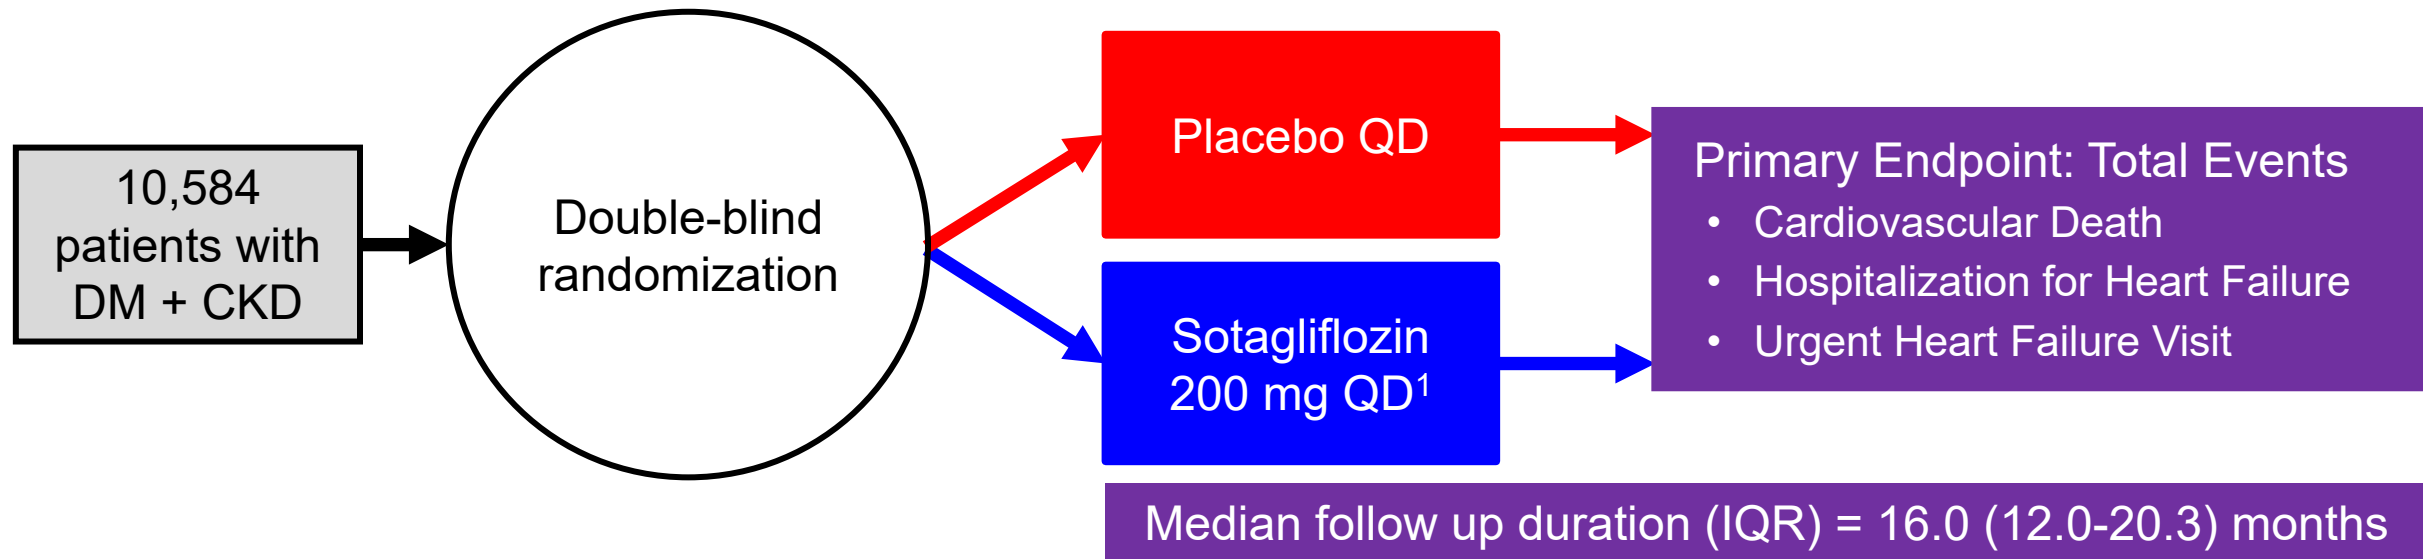 10,584
patients with
DM + CKD
Double-blind
randomization
Placebo QD
Sotagliflozin
200 mg QD¹
Primary Endpoint: Total Events
• Cardiovascular Death
• Hospitalization for Heart Failure
• Urgent Heart Failure Visit
Median follow up duration (IQR) = 16.0 (12.0-20.3) months